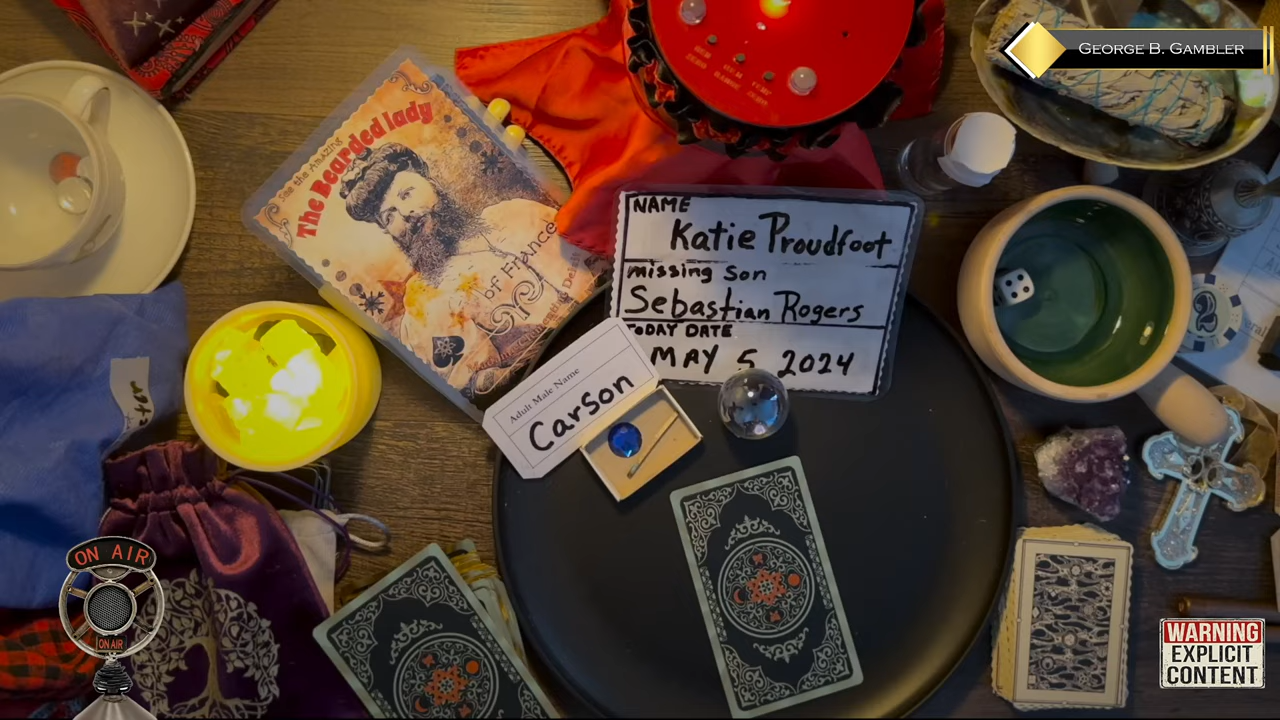 GEORGE B. GAMBLER
See the Amazing
The Bearded lady
of France
NAME
Katie Proudfoot
missing son
Sebastian Rogers
TODAY DATE
MAY 5 2024
Adult Male Name
Carson
2
ON AIR
ON AIR
WARNING
EXPLICIT
CONTENT